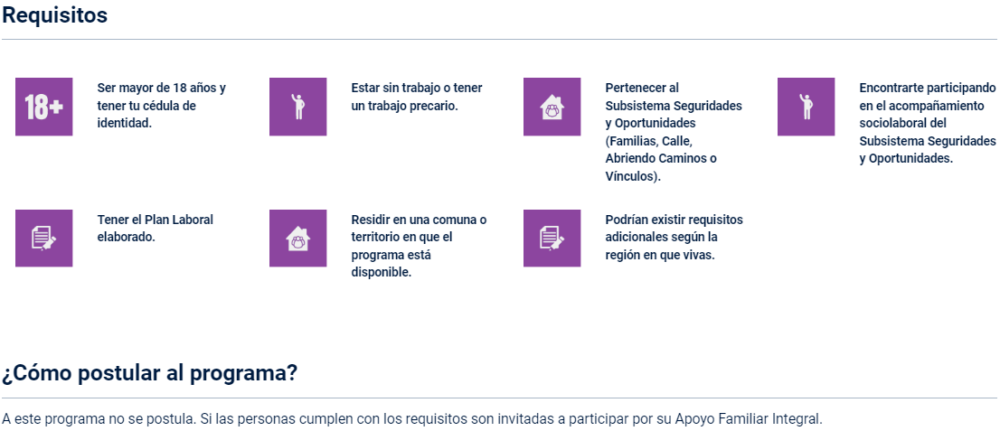 Requisitos
18+
Ser mayor de 18 años y
tener tu cédula de
identidad.
Estar sin trabajo o tener
un trabajo precario.
Pertenecer al
Subsistema Seguridades
y Oportunidades
(Familias, Calle,
Abriendo Caminos o
Vínculos).
Encontrarte participando
en el acompañamiento
sociolaboral del
Subsistema Seguridades
y Oportunidades.
Tener el Plan Laboral
elaborado.
Residir en una comuna o
territorio en que el
programa está
disponible.
Podrían existir requisitos
adicionales según la
región en que vivas.
¿Cómo postular al programa?
A este programa no se postula. Si las personas cumplen con los requisitos son invitadas a participar por su Apoyo Familiar Integral.